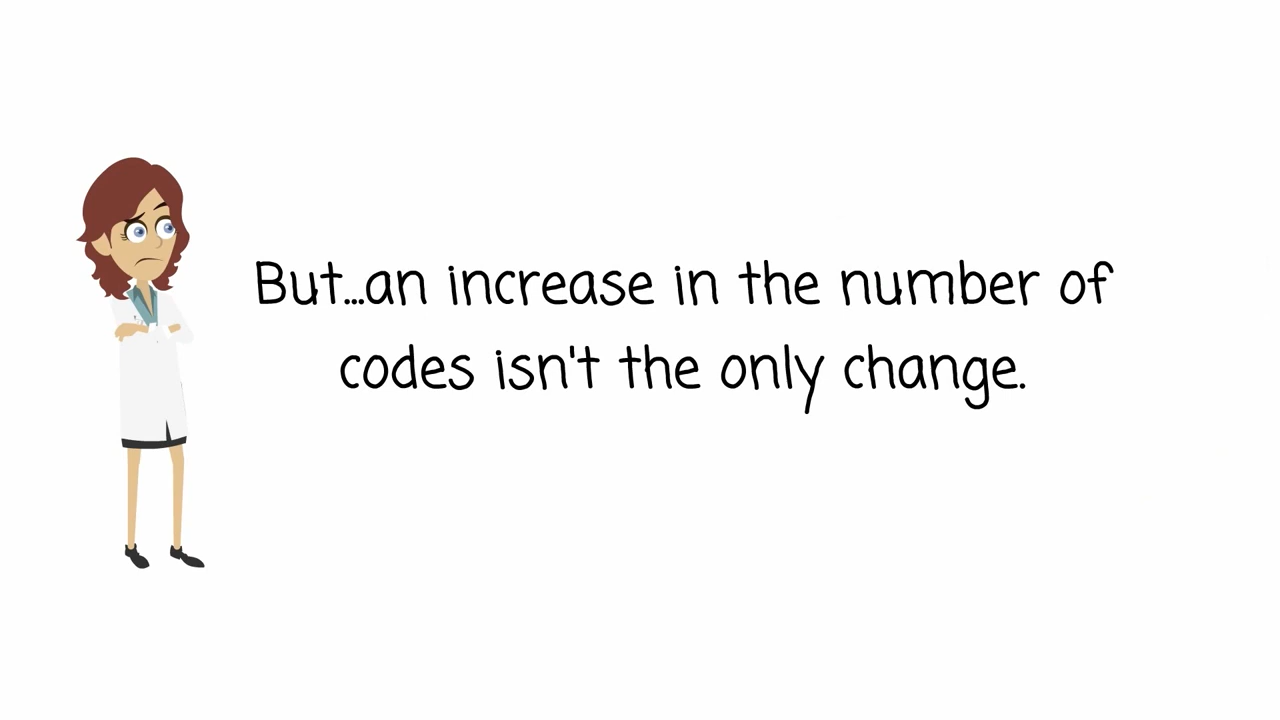 But...an increase in the number of
codes isn't the only change.